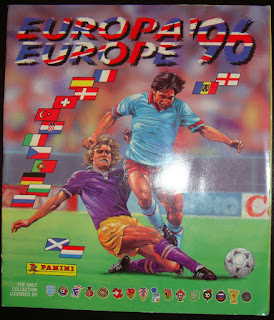 EUROPA'96
EUROPE '96
PANINI
THE ONLY
COLLECTION
LICENSED BY